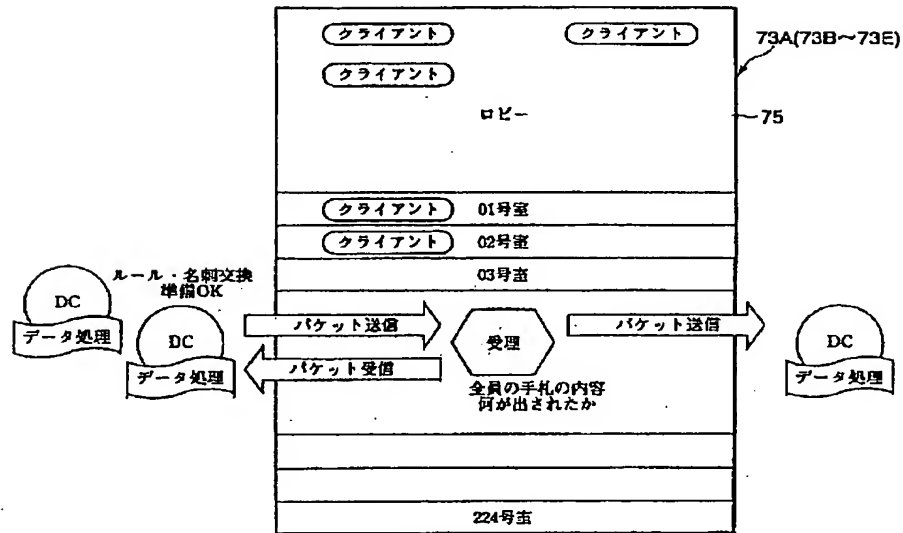 クライアント
クライアント
73A(73B～73E)
クライアント
ロビー
75
クライアント
01号室
クライアント
02号室
03号室
ルール・名刺交換
準備OK
DC
データ処理
DC
データ処理
パケット送信
パケット受信
受理
全員の手札の内容
何が出されたか
パケット送信
DC
データ処理
224号室